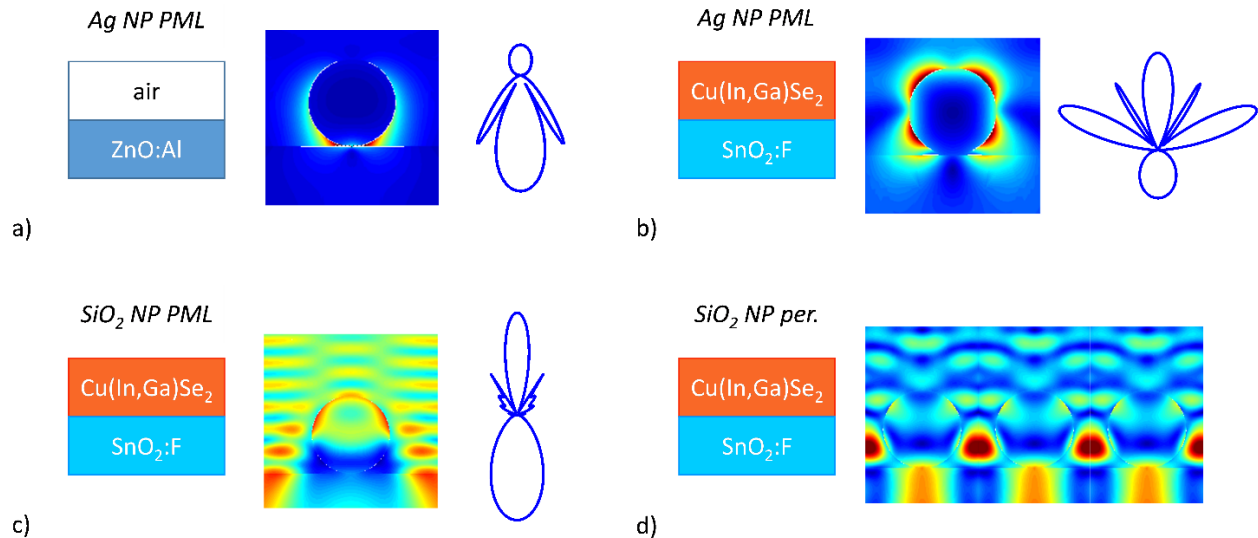 Ag NP PML
air
ZnO:Al
a)
Ag NP PML
Cu(In,Ga)Se2
SnO2:F
b)
SiO2 NP PML
Cu(In,Ga)Se2
SnO2:F
c)
SiO2 NP per.
Cu(In,Ga)Se2
SnO2:F
d)